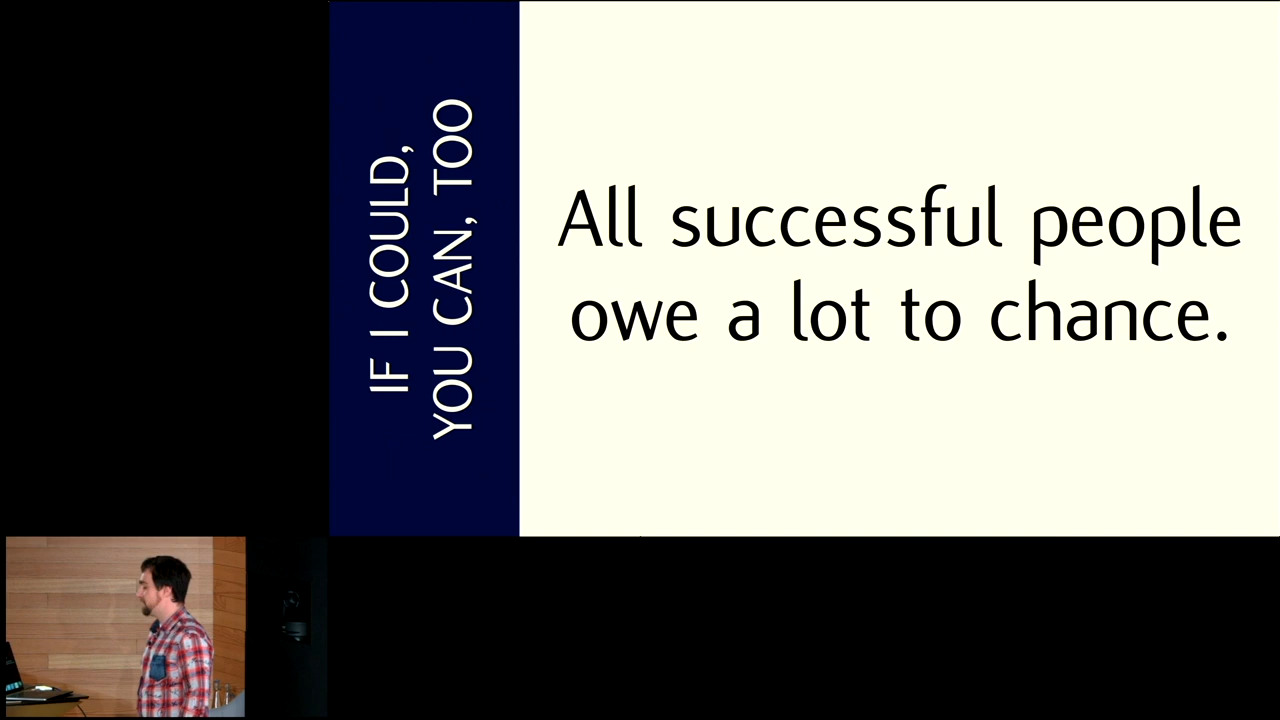 IF I COULD,
YOU CAN, TOO
All successful people
owe a lot to chance.